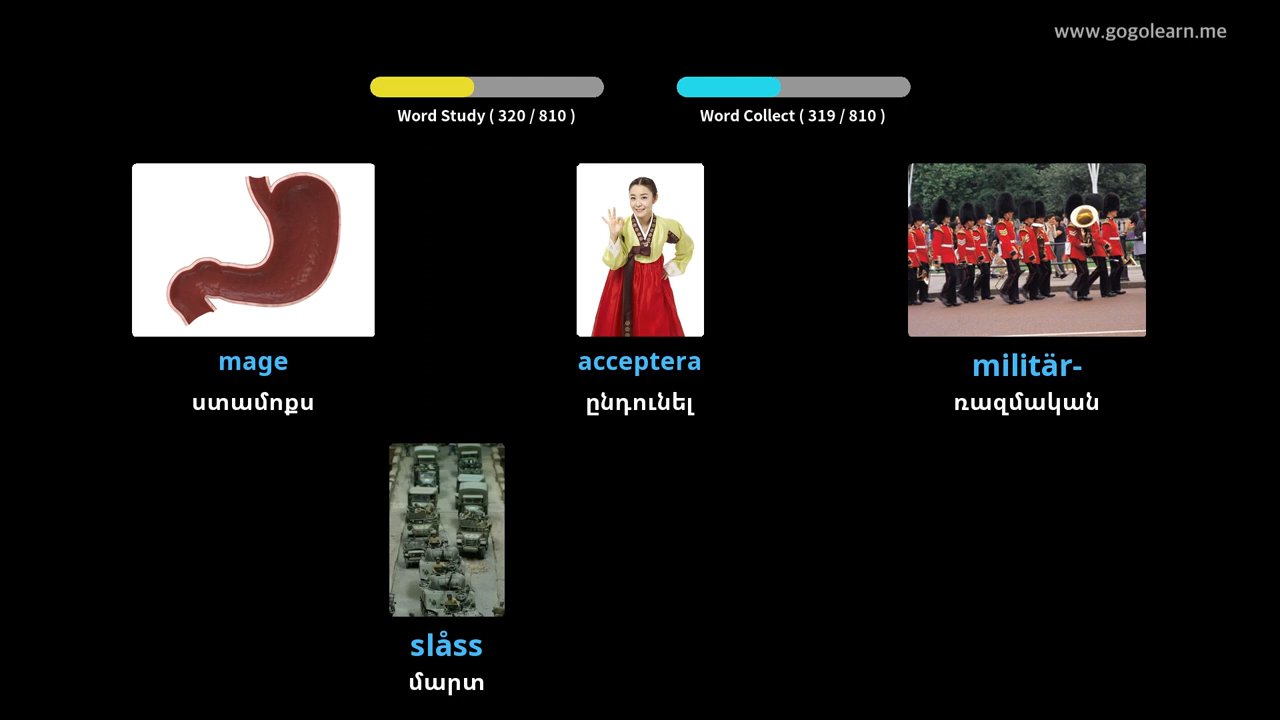 www.gogolearn.me
Word Study ( 320 / 810 )
Word Collect ( 319 / 810 )
mage
acceptera
militär-
ստամոքս
ընդունել
ռազմական
slåss
մարտ